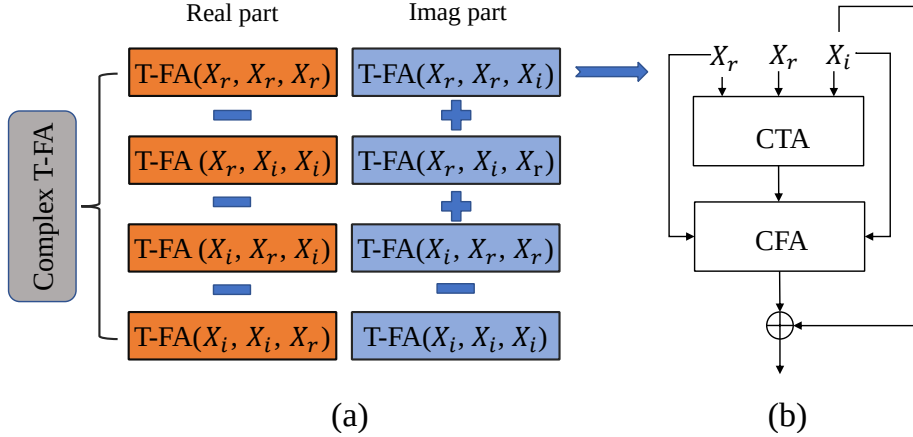 Real part
Imag part
Complex T-FA
T-FA(X_r, X_r, X_r)
T-FA(X_r, X_r, X_i)
T-FA (X_r, X_i, X_i)
T-FA(X_r, X_i, X_r)
T-FA (X_i, X_r, X_i)
T-FA(X_i, X_r, X_r)
T-FA(X_i, X_i, X_r)
T-FA(X_i, X_i, X_i)
(a)
X_r X_r X_i
CTA
CFA
(b)